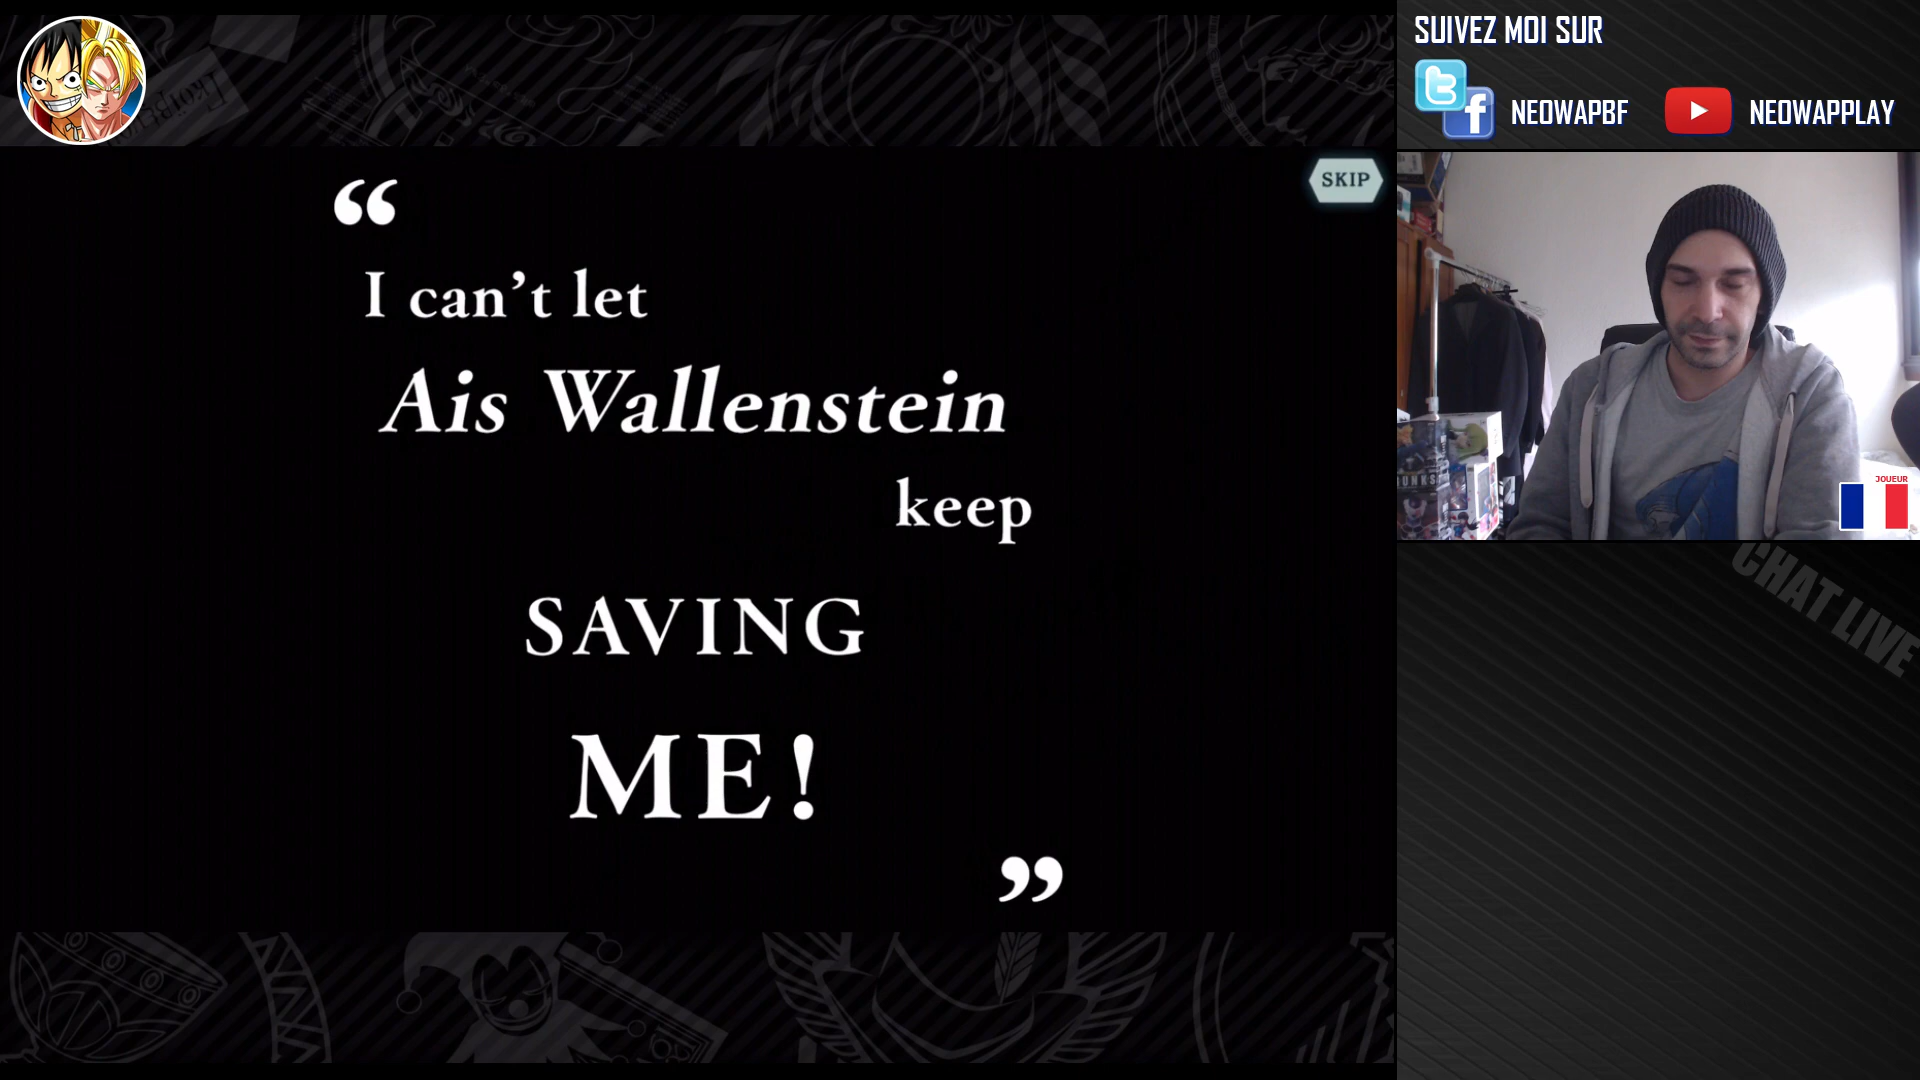 SUIVEZ MOI SUR
NEOWAPBF
NEOWAPPLAY
SKIP
“
I can’t let
Ais Wallenstein
keep
SAVING
ME!
”
JOUEUR
CHAT LIVE